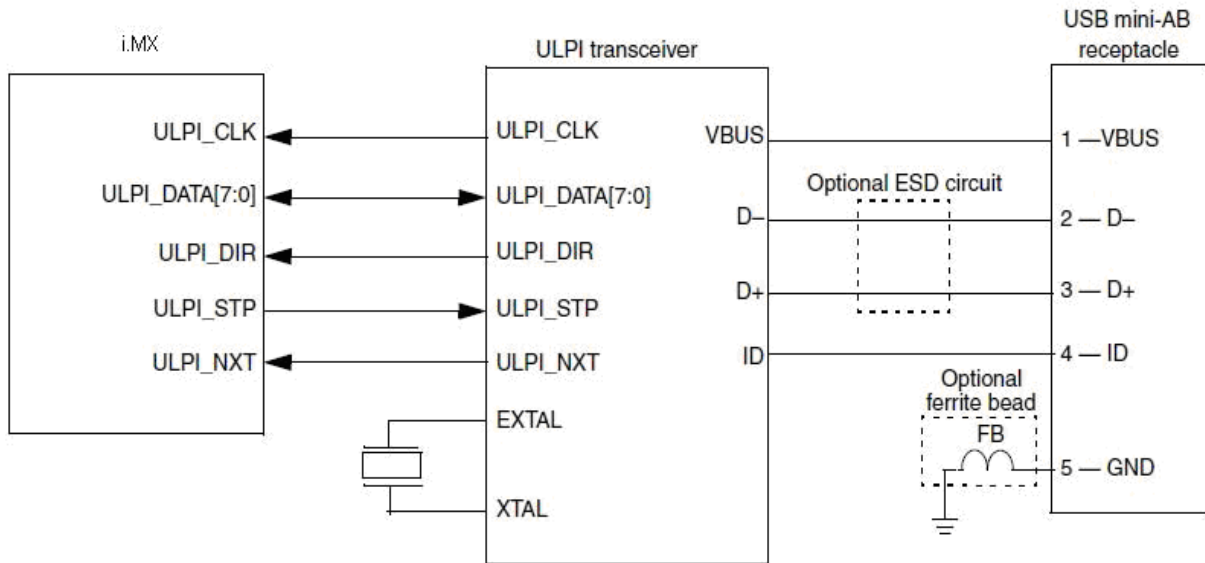 i.MX
ULPI transceiver
USB mini-AB
receptacle
ULPI_CLK
ULPI_DATA[7:0]
ULPI_DIR
ULPI_STP
ULPI_NXT
ULPI_CLK
ULPI_DATA[7:0]
ULPI_DIR
ULPI_STP
ULPI_NXT
EXTAL
XTAL
VBUS
D–
D+
ID
Optional ESD circuit
Optional
ferrite bead
FB
1 — VBUS
2 — D–
3 — D+
4 — ID
5 — GND